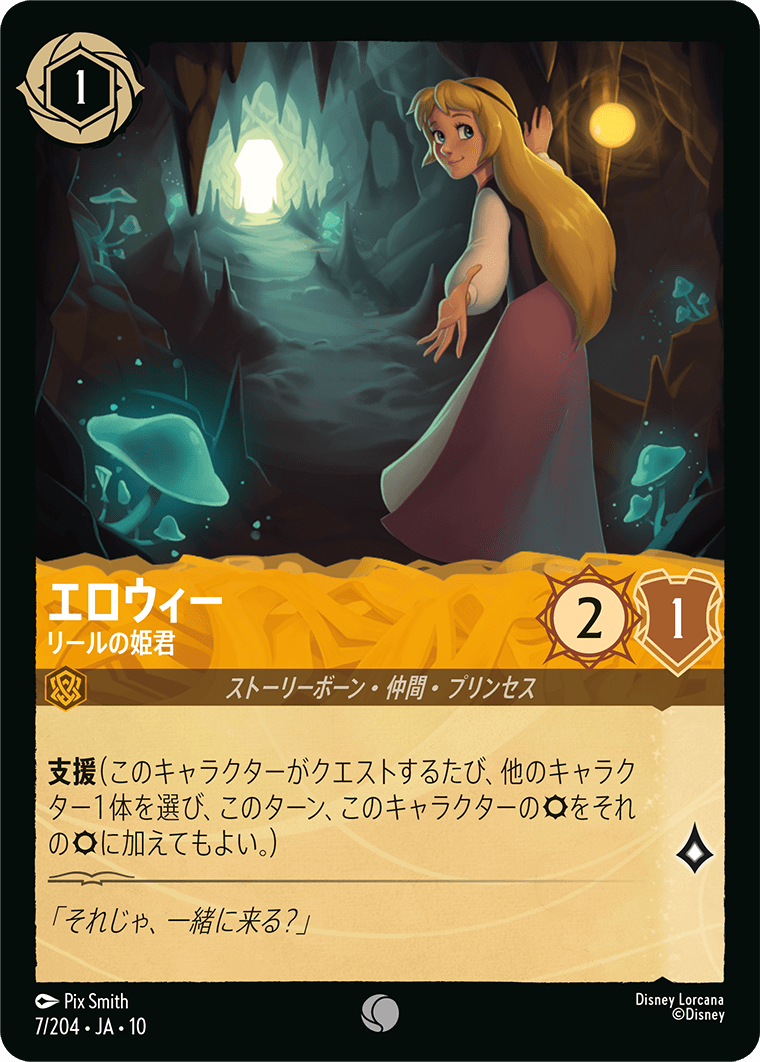 1
エロウィー
リールの姫君
2
1
ストーリーボーン・仲間・プリンセス
支援(このキャラクターがクエストするたび、他のキャラク
ター1体を選び、このターン、このキャラクターの をそれ
の に加えてもよい。)
「それじゃ、一緒に来る?」
Pix Smith
7/204・JA・10
Disney Lorcana
©Disney